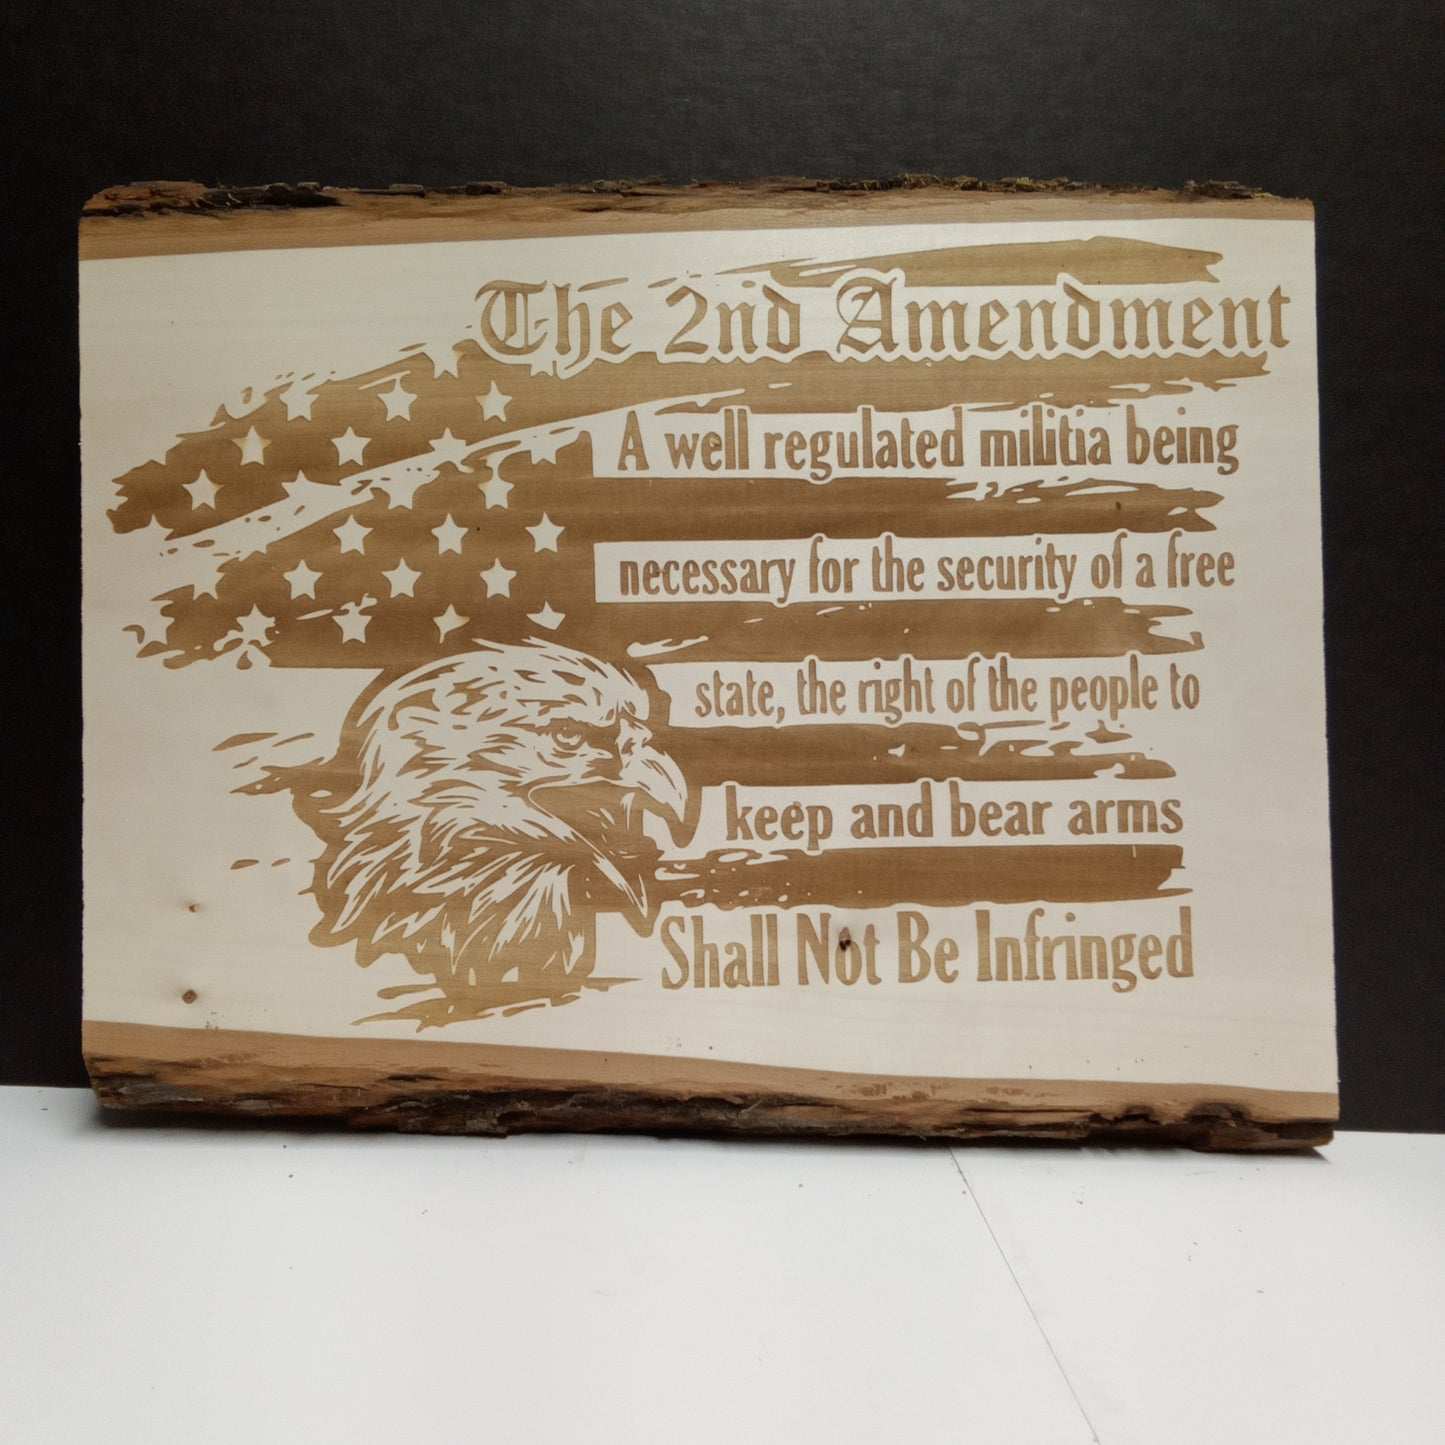 The 2nd Amendment
A well regulated militia being
necessary for the security of a free
state, the right of the people to
keep and bear arms
Shall Not Be Infringed